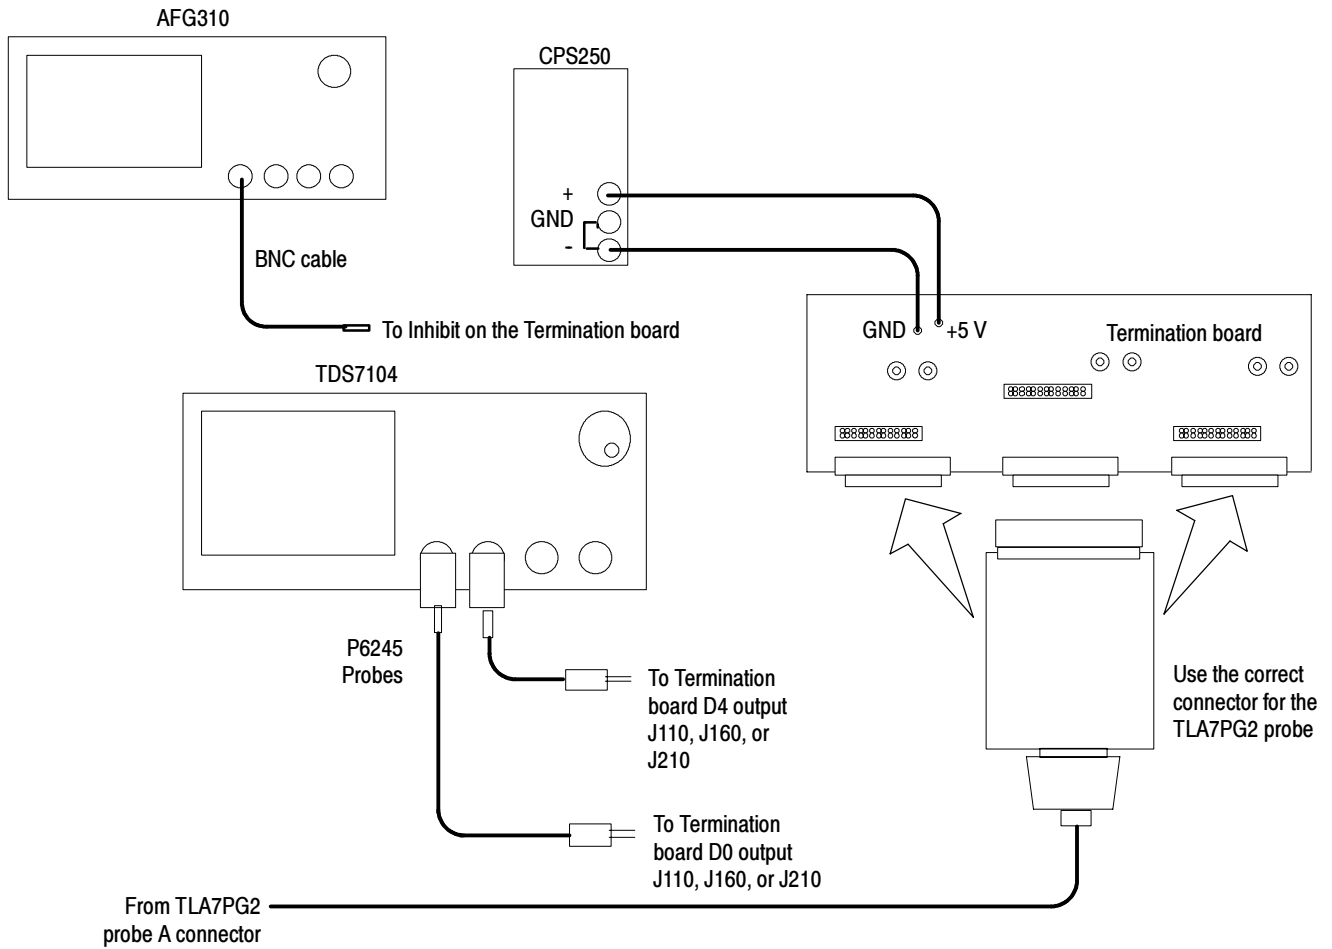 AFG310
CPS250
+
GND
-
BNC cable
To Inhibit on the Termination board
GND
+5 V
Termination board
TDS7104
P6245
Probes
To Termination
board D4 output
J110, J160, or
J210
Use the correct
connector for the
TLA7PG2 probe
To Termination
board D0 output
J110, J160, or J210
From TLA7PG2
probe A connector